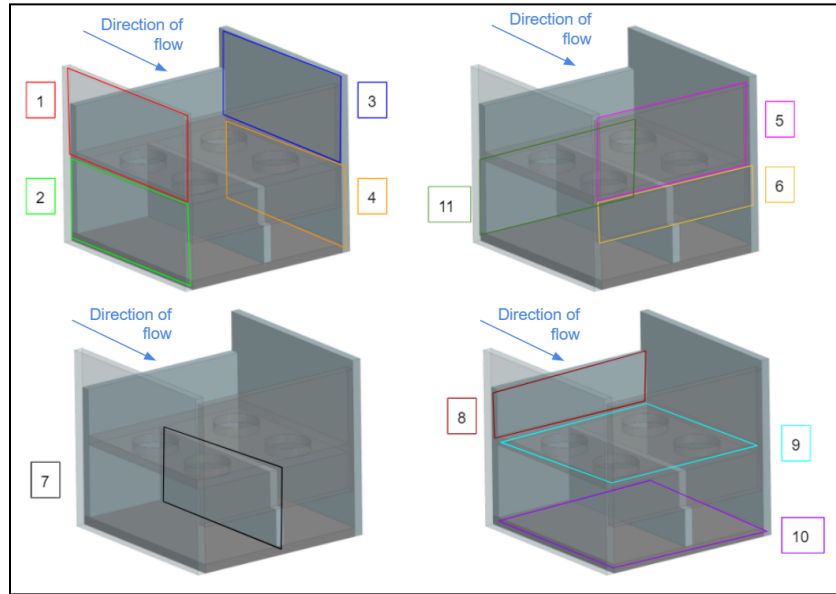 Direction of
flow
1
3
2
4
Direction of
flow
5
6
11
Direction of
flow
7
Direction of
flow
8
9
10